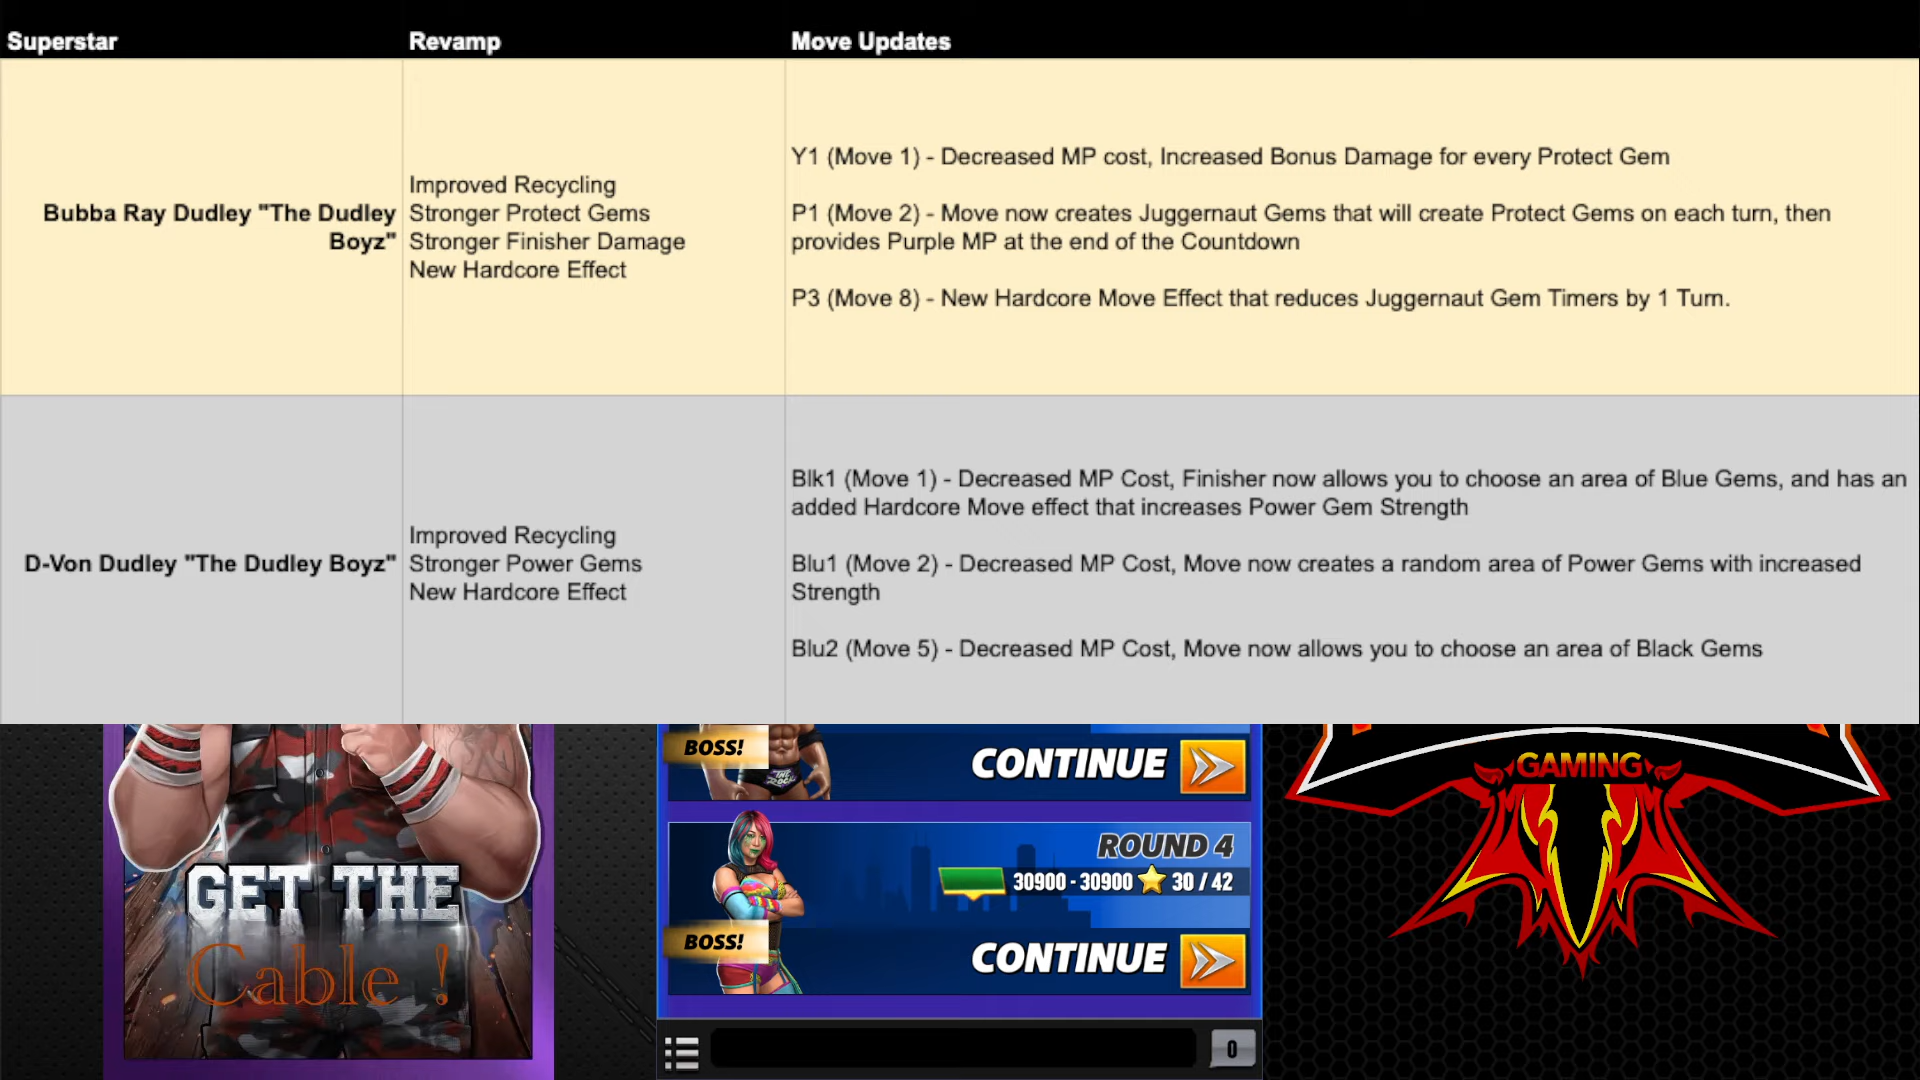 Superstar
Revamp
Move Updates
Bubba Ray Dudley "The Dudley
Boyz"
Improved Recycling
Stronger Protect Gems
Stronger Finisher Damage
New Hardcore Effect
Y1 (Move 1) - Decreased MP cost, Increased Bonus Damage for every Protect Gem
P1 (Move 2) - Move now creates Juggernaut Gems that will create Protect Gems on each turn, then
provides Purple MP at the end of the Countdown
P3 (Move 8) - New Hardcore Move Effect that reduces Juggernaut Gem Timers by 1 Turn.
D-Von Dudley "The Dudley Boyz"
Improved Recycling
Stronger Power Gems
New Hardcore Effect
Blk1 (Move 1) - Decreased MP Cost, Finisher now allows you to choose an area of Blue Gems, and has an
added Hardcore Move effect that increases Power Gem Strength
Blu1 (Move 2) - Decreased MP Cost, Move now creates a random area of Power Gems with increased
Strength
Blu2 (Move 5) - Decreased MP Cost, Move now allows you to choose an area of Black Gems
GET THE
Cable !
BOSS!
THE
ROCK
CONTINUE
ROUND 4
30900 - 30900 30 / 42
BOSS!
CONTINUE
0
GAMING